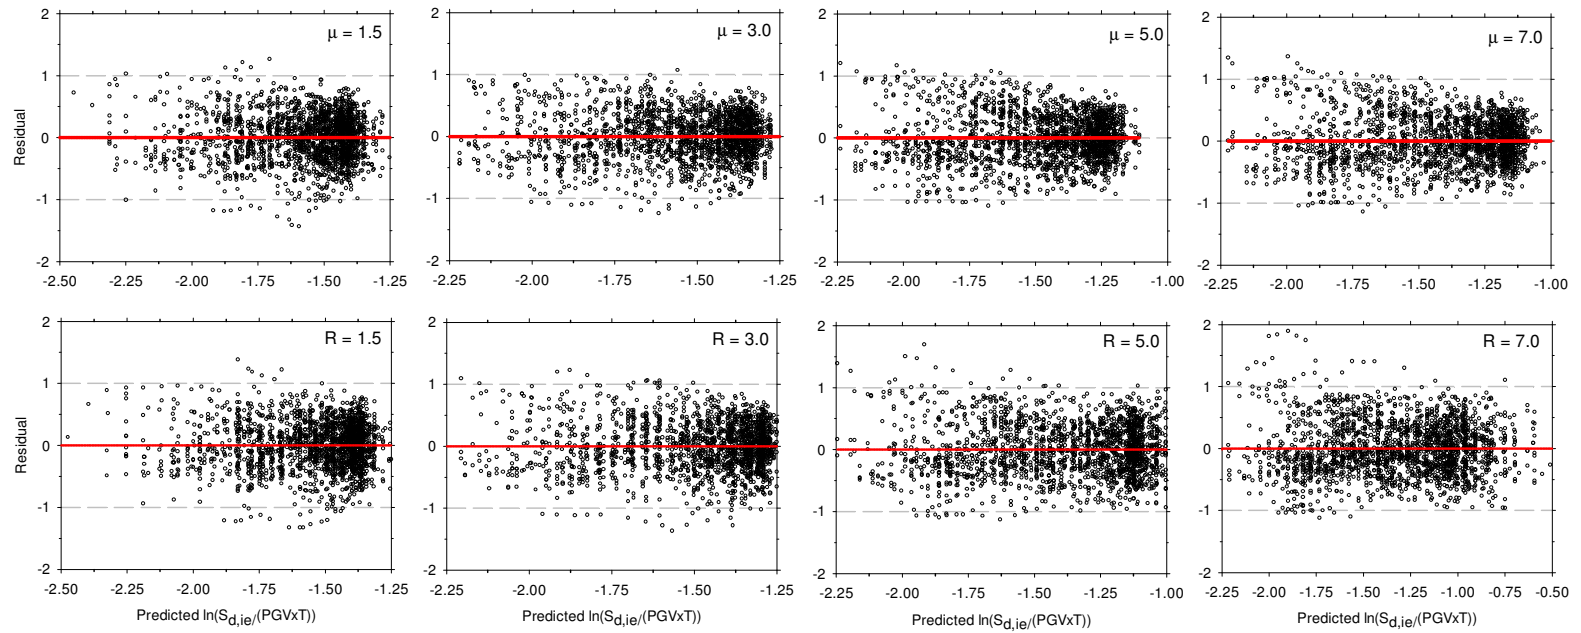 2
1
0
-1
-2
Residual
μ = 1.5
-2.50 -2.25 -2.00 -1.75 -1.50 -1.25
2
1
0
-1
-2
μ = 3.0
-2.25 -2.00 -1.75 -1.50 -1.25
2
1
0
-1
-2
μ = 5.0
-2.25 -2.00 -1.75 -1.50 -1.25 -1.00
2
1
0
-1
-2
μ = 7.0
-2.25 -2.00 -1.75 -1.50 -1.25 -1.00
2
1
0
-1
-2
Residual
R = 1.5
-2.50 -2.25 -2.00 -1.75 -1.50 -1.25
Predicted ln(Sd,ie/(PGVxT))
2
1
0
-1
-2
R = 3.0
-2.25 -2.00 -1.75 -1.50 -1.25
Predicted ln(Sd,ie/(PGVxT))
2
1
0
-1
-2
R = 5.0
-2.25 -2.00 -1.75 -1.50 -1.25 -1.00
Predicted ln(Sd,ie/(PGVxT))
2
1
0
-1
-2
R = 7.0
-2.25 -2.00 -1.75 -1.50 -1.25 -1.00 -0.75 -0.50
Predicted ln(Sd,ie/(PGVxT))